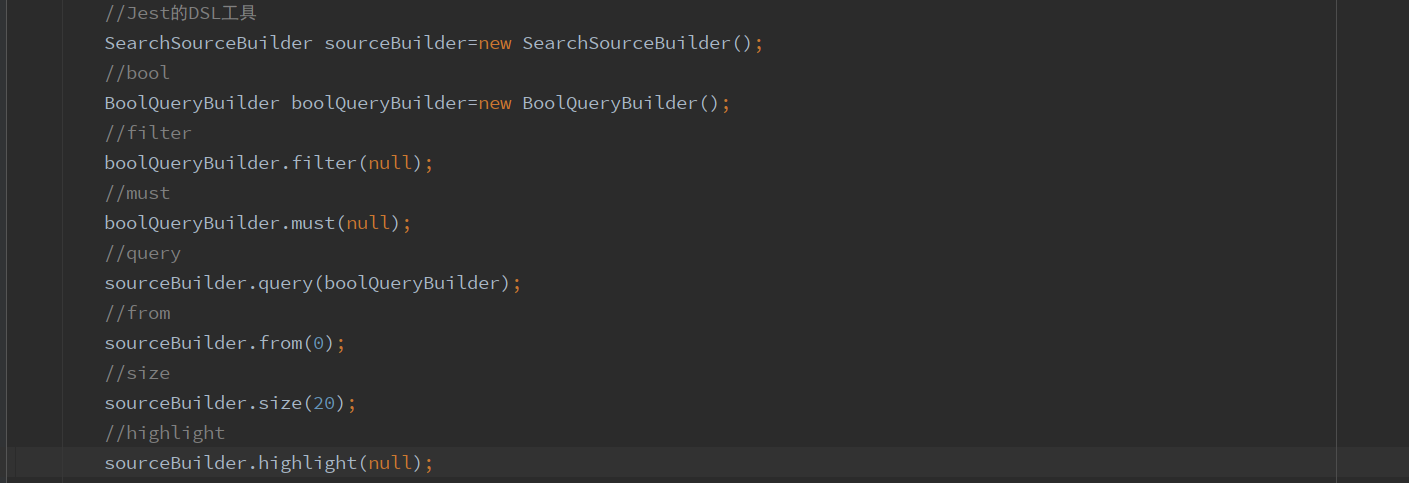 //Jest的DSL工具
SearchSourceBuilder sourceBuilder=new SearchSourceBuilder();
//bool
BoolQueryBuilder boolQueryBuilder=new BoolQueryBuilder();
//filter
boolQueryBuilder.filter(null);
//must
boolQueryBuilder.must(null);
//query
sourceBuilder.query(boolQueryBuilder);
//from
sourceBuilder.from(0);
//size
sourceBuilder.size(20);
//highlight
sourceBuilder.highlight(null);